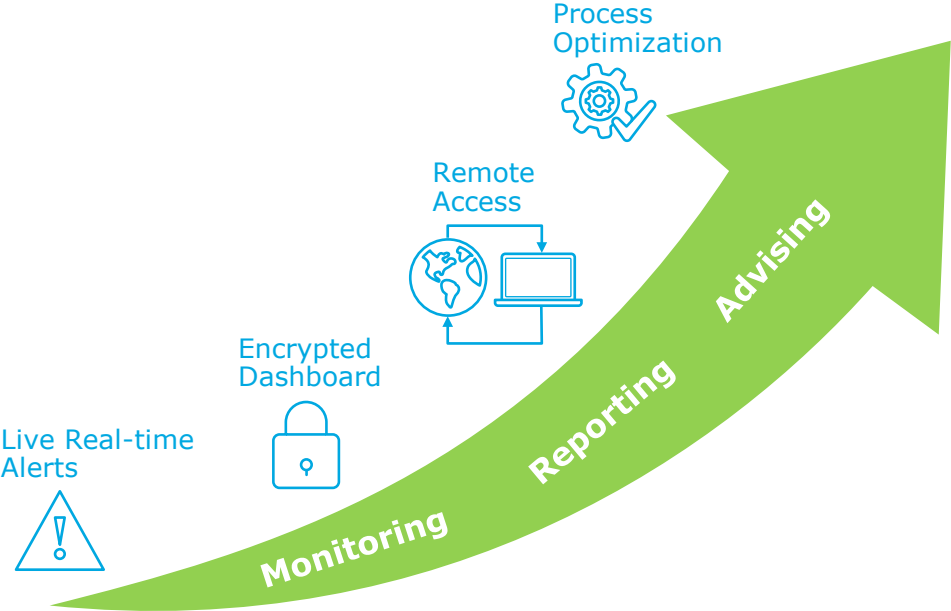 Process
Optimization
Remote
Access
Encrypted
Dashboard
Live Real-time
Alerts
Monitoring
Reporting
Advising